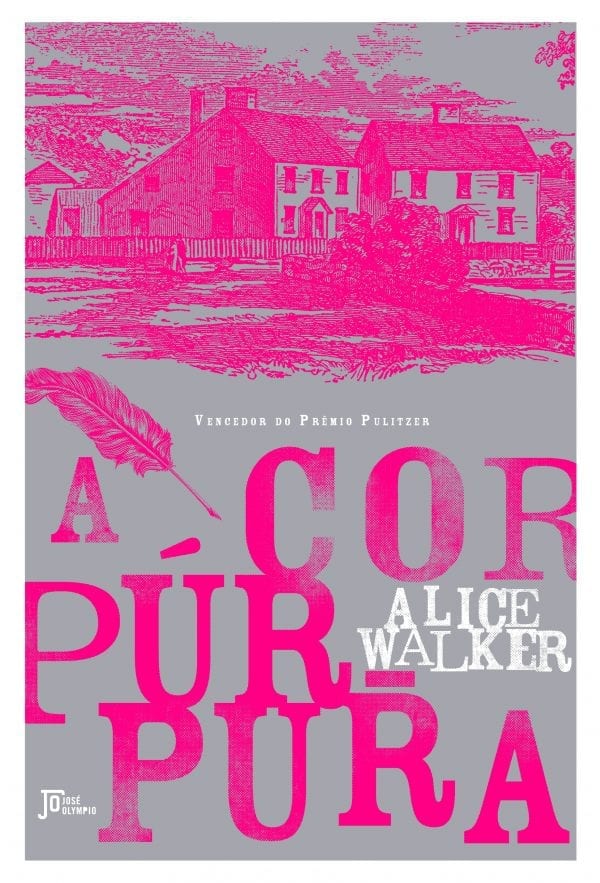 VENCEDOR DO PRÊMIO PULITZER
A COR
PÚR
ALICE
WALKER
PURA
JO JOSÉ
OLYMPIO